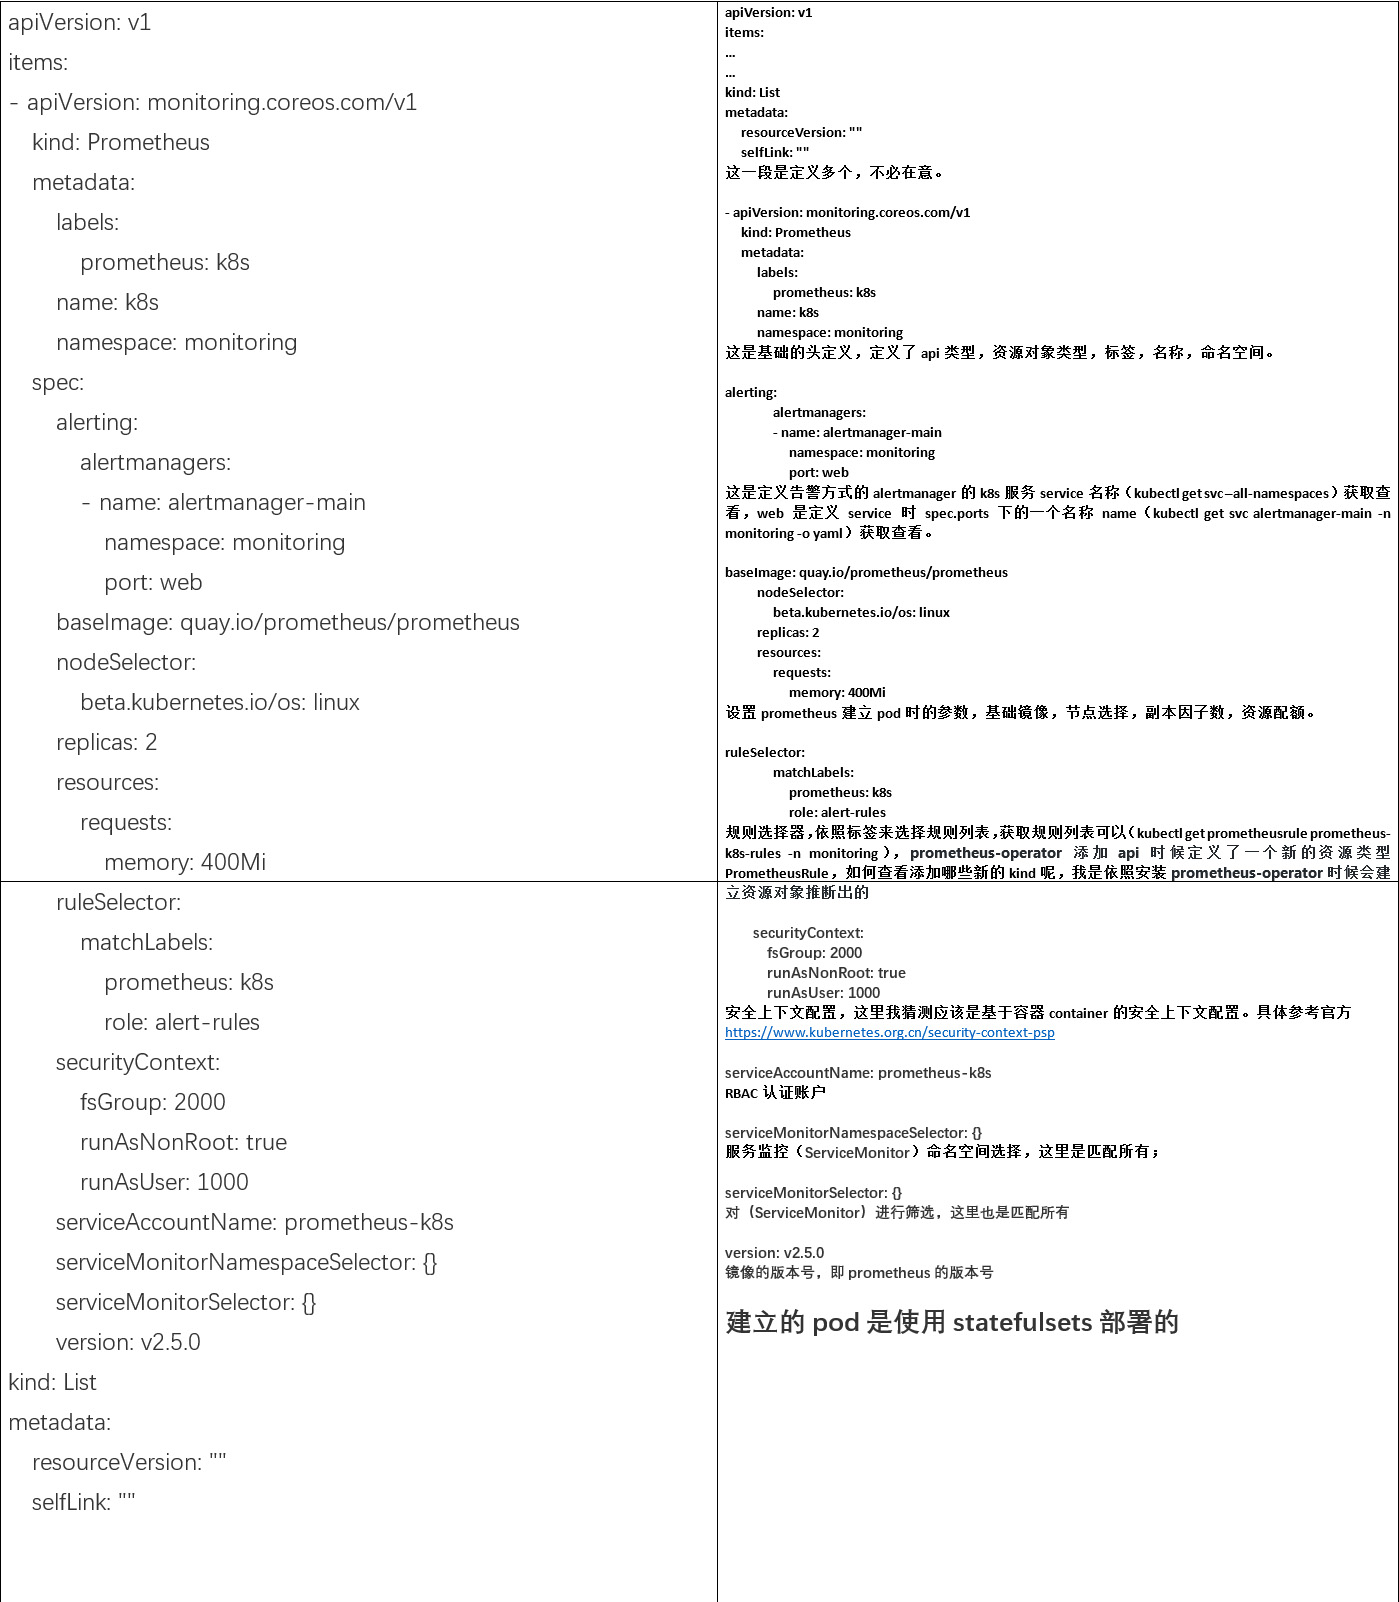 apiVersion: v1
items:
- apiVersion: monitoring.coreos.com/v1
kind: Prometheus
metadata:
labels:
prometheus: k8s
name: k8s
namespace: monitoring
spec:
alerting:
alertmanagers:
- name: alertmanager-main
namespace: monitoring
port: web
baseImage: quay.io/prometheus/prometheus
nodeSelector:
beta.kubernetes.io/os: linux
replicas: 2
resources:
requests:
memory: 400Mi
ruleSelector:
matchLabels:
prometheus: k8s
role: alert-rules
securityContext:
fsGroup: 2000
runAsNonRoot: true
runAsUser: 1000
serviceAccountName: prometheus-k8s
serviceMonitorNamespaceSelector: {}
serviceMonitorSelector: {}
version: v2.5.0
kind: List
metadata:
resourceVersion: ""
selfLink: ""
apiVersion: v1
items:
...
...
kind: List
metadata:
resourceVersion: ""
selfLink: ""
这一段是定义多个，不必在意。
- apiVersion: monitoring.coreos.com/v1
kind: Prometheus
metadata:
labels:
prometheus: k8s
name: k8s
namespace: monitoring
这是基础的头定义，定义了 api 类型，资源对象类型，标签，名称，命名空间。
alerting:
alertmanagers:
- name: alertmanager-main
namespace: monitoring
port: web
这是定义告警方式的 alertmanager 的 k8s 服务 service 名称（kubectl get svc –all-namespaces）获取查
看，web 是定义 service 时 spec.ports 下的一个名称 name（kubectl get svc alertmanager-main -n
monitoring -o yaml）获取查看。
baseImage: quay.io/prometheus/prometheus
nodeSelector:
beta.kubernetes.io/os: linux
replicas: 2
resources:
requests:
memory: 400Mi
设置 prometheus 建立 pod 时的参数，基础镜像，节点选择，副本因子数，资源配额。
ruleSelector:
matchLabels:
prometheus: k8s
role: alert-rules
规则选择器，依照标签来选择规则列表，获取规则列表可以（kubectl get prometheusrule prometheus-
k8s-rules -n monitoring），prometheus-operator 添加 api 时候定义了一个新的资源类型
PrometheusRule，如何查看添加哪些新的 kind 呢，我是依照安装 prometheus-operator 时候会建
立资源对象推断出的
securityContext:
fsGroup: 2000
runAsNonRoot: true
runAsUser: 1000
安全上下文配置，这里我猜测应该是基于容器 container 的安全上下文配置。具体参考官方
https://www.kubernetes.org.cn/security-context-psp
serviceAccountName: prometheus-k8s
RBAC 认证账户
serviceMonitorNamespaceSelector: {}
服务监控（ServiceMonitor）命名空间选择，这里是匹配所有；
serviceMonitorSelector: {}
对（ServiceMonitor）进行筛选，这里也是匹配所有
version: v2.5.0
镜像的版本号，即 prometheus 的版本号
建立的 pod 是使用 statefulsets 部署的